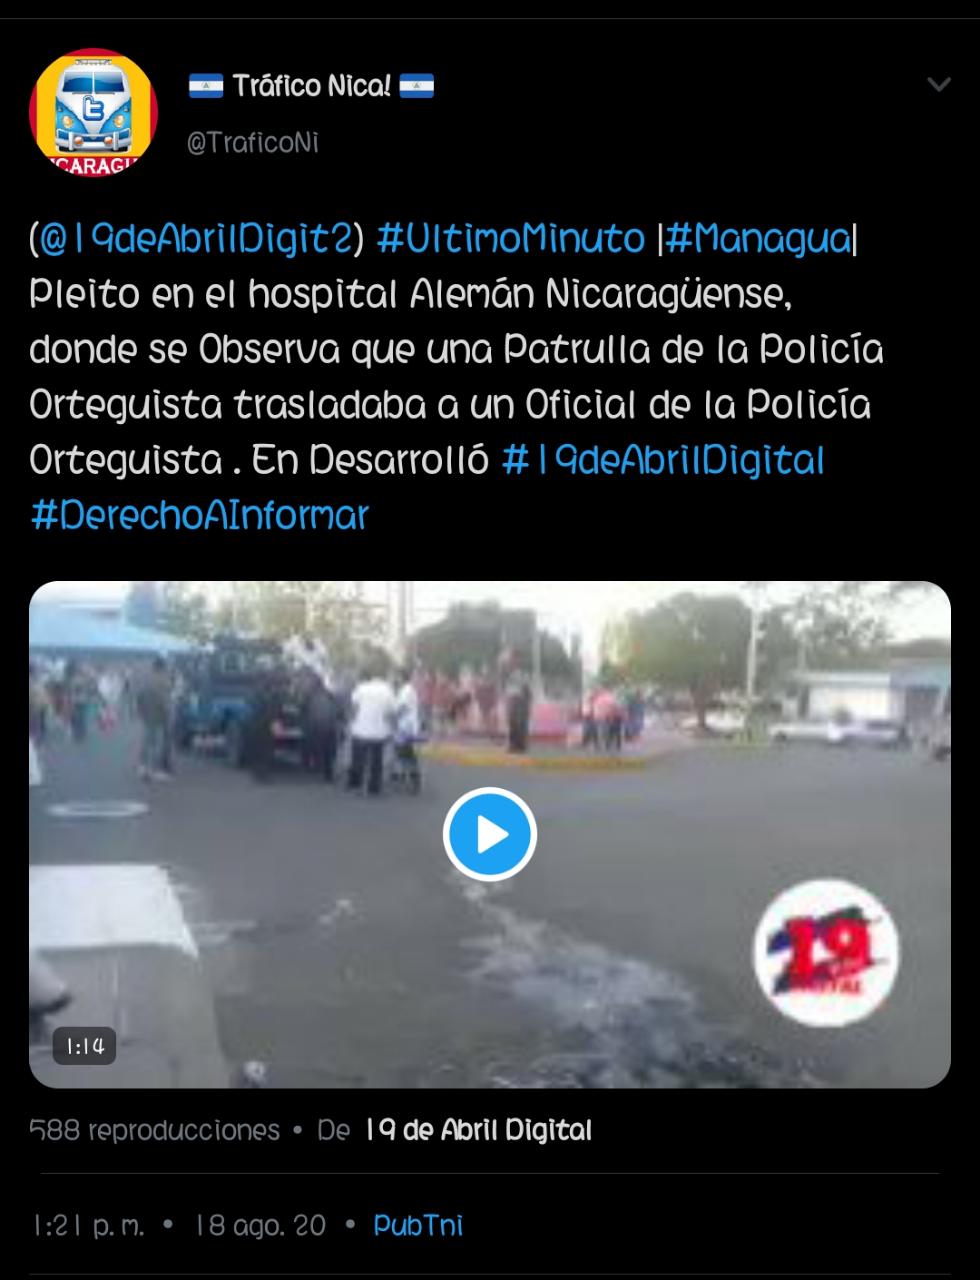 CARAGU
🇳🇮 Tráfico Nica! 🇳🇮
@TraficoNi
(@19deAbrilDigit2) #UltimoMinuto |#Managua|
Pleito en el hospital Alemán Nicaragüense,
donde se Observa que una Patrulla de la Policía
Orteguista trasladaba a un Oficial de la Policía
Orteguista . En Desarrolló #19deAbrilDigital
#DerechoAInformar
19
1:14
588 reproducciones • De 19 de Abril Digital
1:21 p. m. • 18 ago. 20 • PubTni